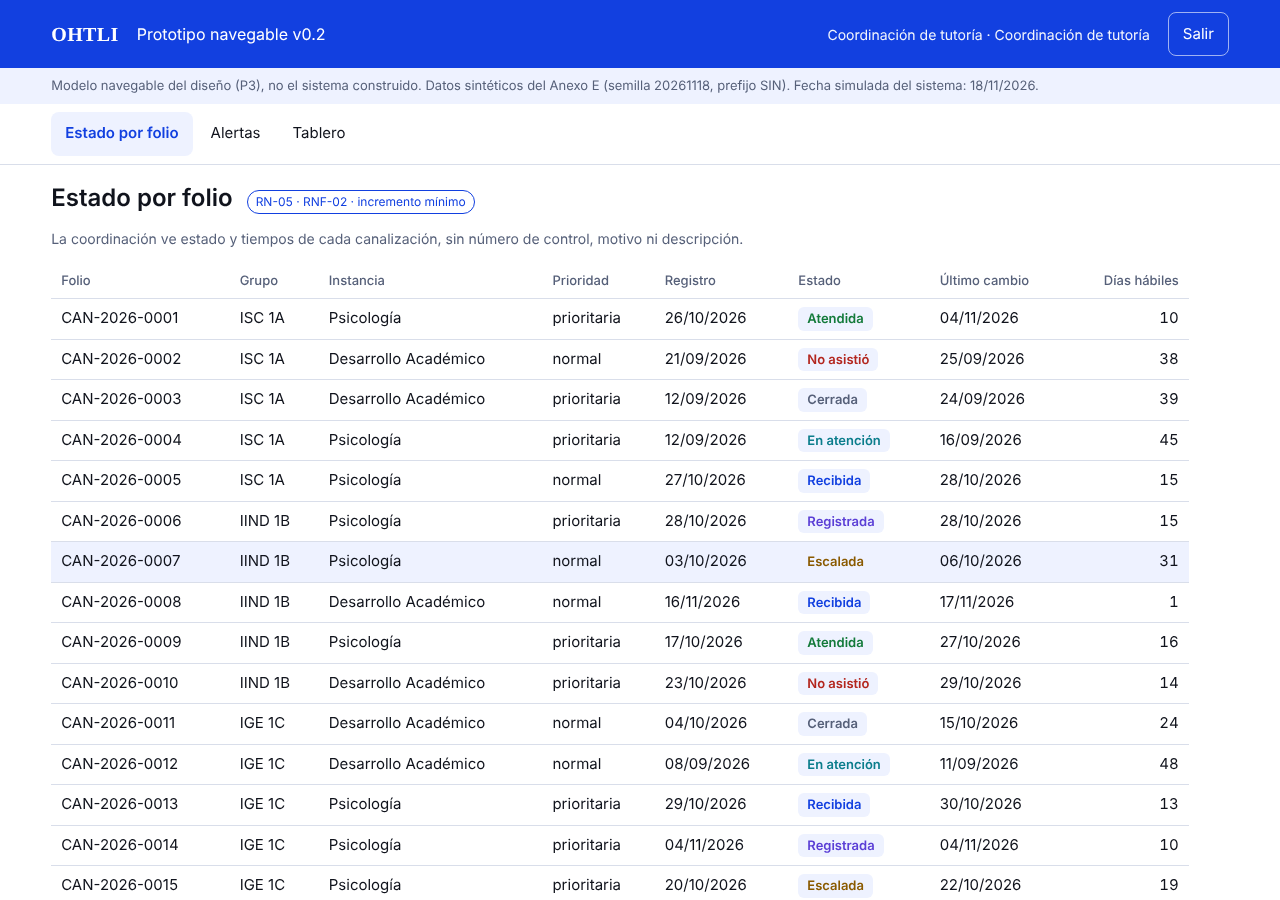 OHTLI Prototipo navegable v0.2 Coordinación de tutoría · Coordinación de tutoría Salir
Modelo navegable del diseño (P3), no el sistema construido. Datos sintéticos del Anexo E (semilla 20261118, prefijo SIN). Fecha simulada del sistema: 18/11/2026.
Estado por folio Alertas Tablero
Estado por folio RN-05 · RNF-02 · incremento mínimo
La coordinación ve estado y tiempos de cada canalización, sin número de control, motivo ni descripción.
Folio Grupo Instancia Prioridad Registro Estado Último cambio Días hábiles
CAN-2026-0001 ISC 1A Psicología prioritaria 26/10/2026 Atendida 04/11/2026 10
CAN-2026-0002 ISC 1A Desarrollo Académico normal 21/09/2026 No asistió 25/09/2026 38
CAN-2026-0003 ISC 1A Desarrollo Académico prioritaria 12/09/2026 Cerrada 24/09/2026 39
CAN-2026-0004 ISC 1A Psicología prioritaria 12/09/2026 En atención 16/09/2026 45
CAN-2026-0005 ISC 1A Psicología normal 27/10/2026 Recibida 28/10/2026 15
CAN-2026-0006 IIND 1B Psicología prioritaria 28/10/2026 Registrada 28/10/2026 15
CAN-2026-0007 IIND 1B Psicología normal 03/10/2026 Escalada 06/10/2026 31
CAN-2026-0008 IIND 1B Desarrollo Académico normal 16/11/2026 Recibida 17/11/2026 1
CAN-2026-0009 IIND 1B Psicología prioritaria 17/10/2026 Atendida 27/10/2026 16
CAN-2026-0010 IIND 1B Desarrollo Académico prioritaria 23/10/2026 No asistió 29/10/2026 14
CAN-2026-0011 IGE 1C Desarrollo Académico normal 04/10/2026 Cerrada 15/10/2026 24
CAN-2026-0012 IGE 1C Desarrollo Académico normal 08/09/2026 En atención 11/09/2026 48
CAN-2026-0013 IGE 1C Psicología prioritaria 29/10/2026 Recibida 30/10/2026 13
CAN-2026-0014 IGE 1C Psicología prioritaria 04/11/2026 Registrada 04/11/2026 10
CAN-2026-0015 IGE 1C Psicología prioritaria 20/10/2026 Escalada 22/10/2026 19